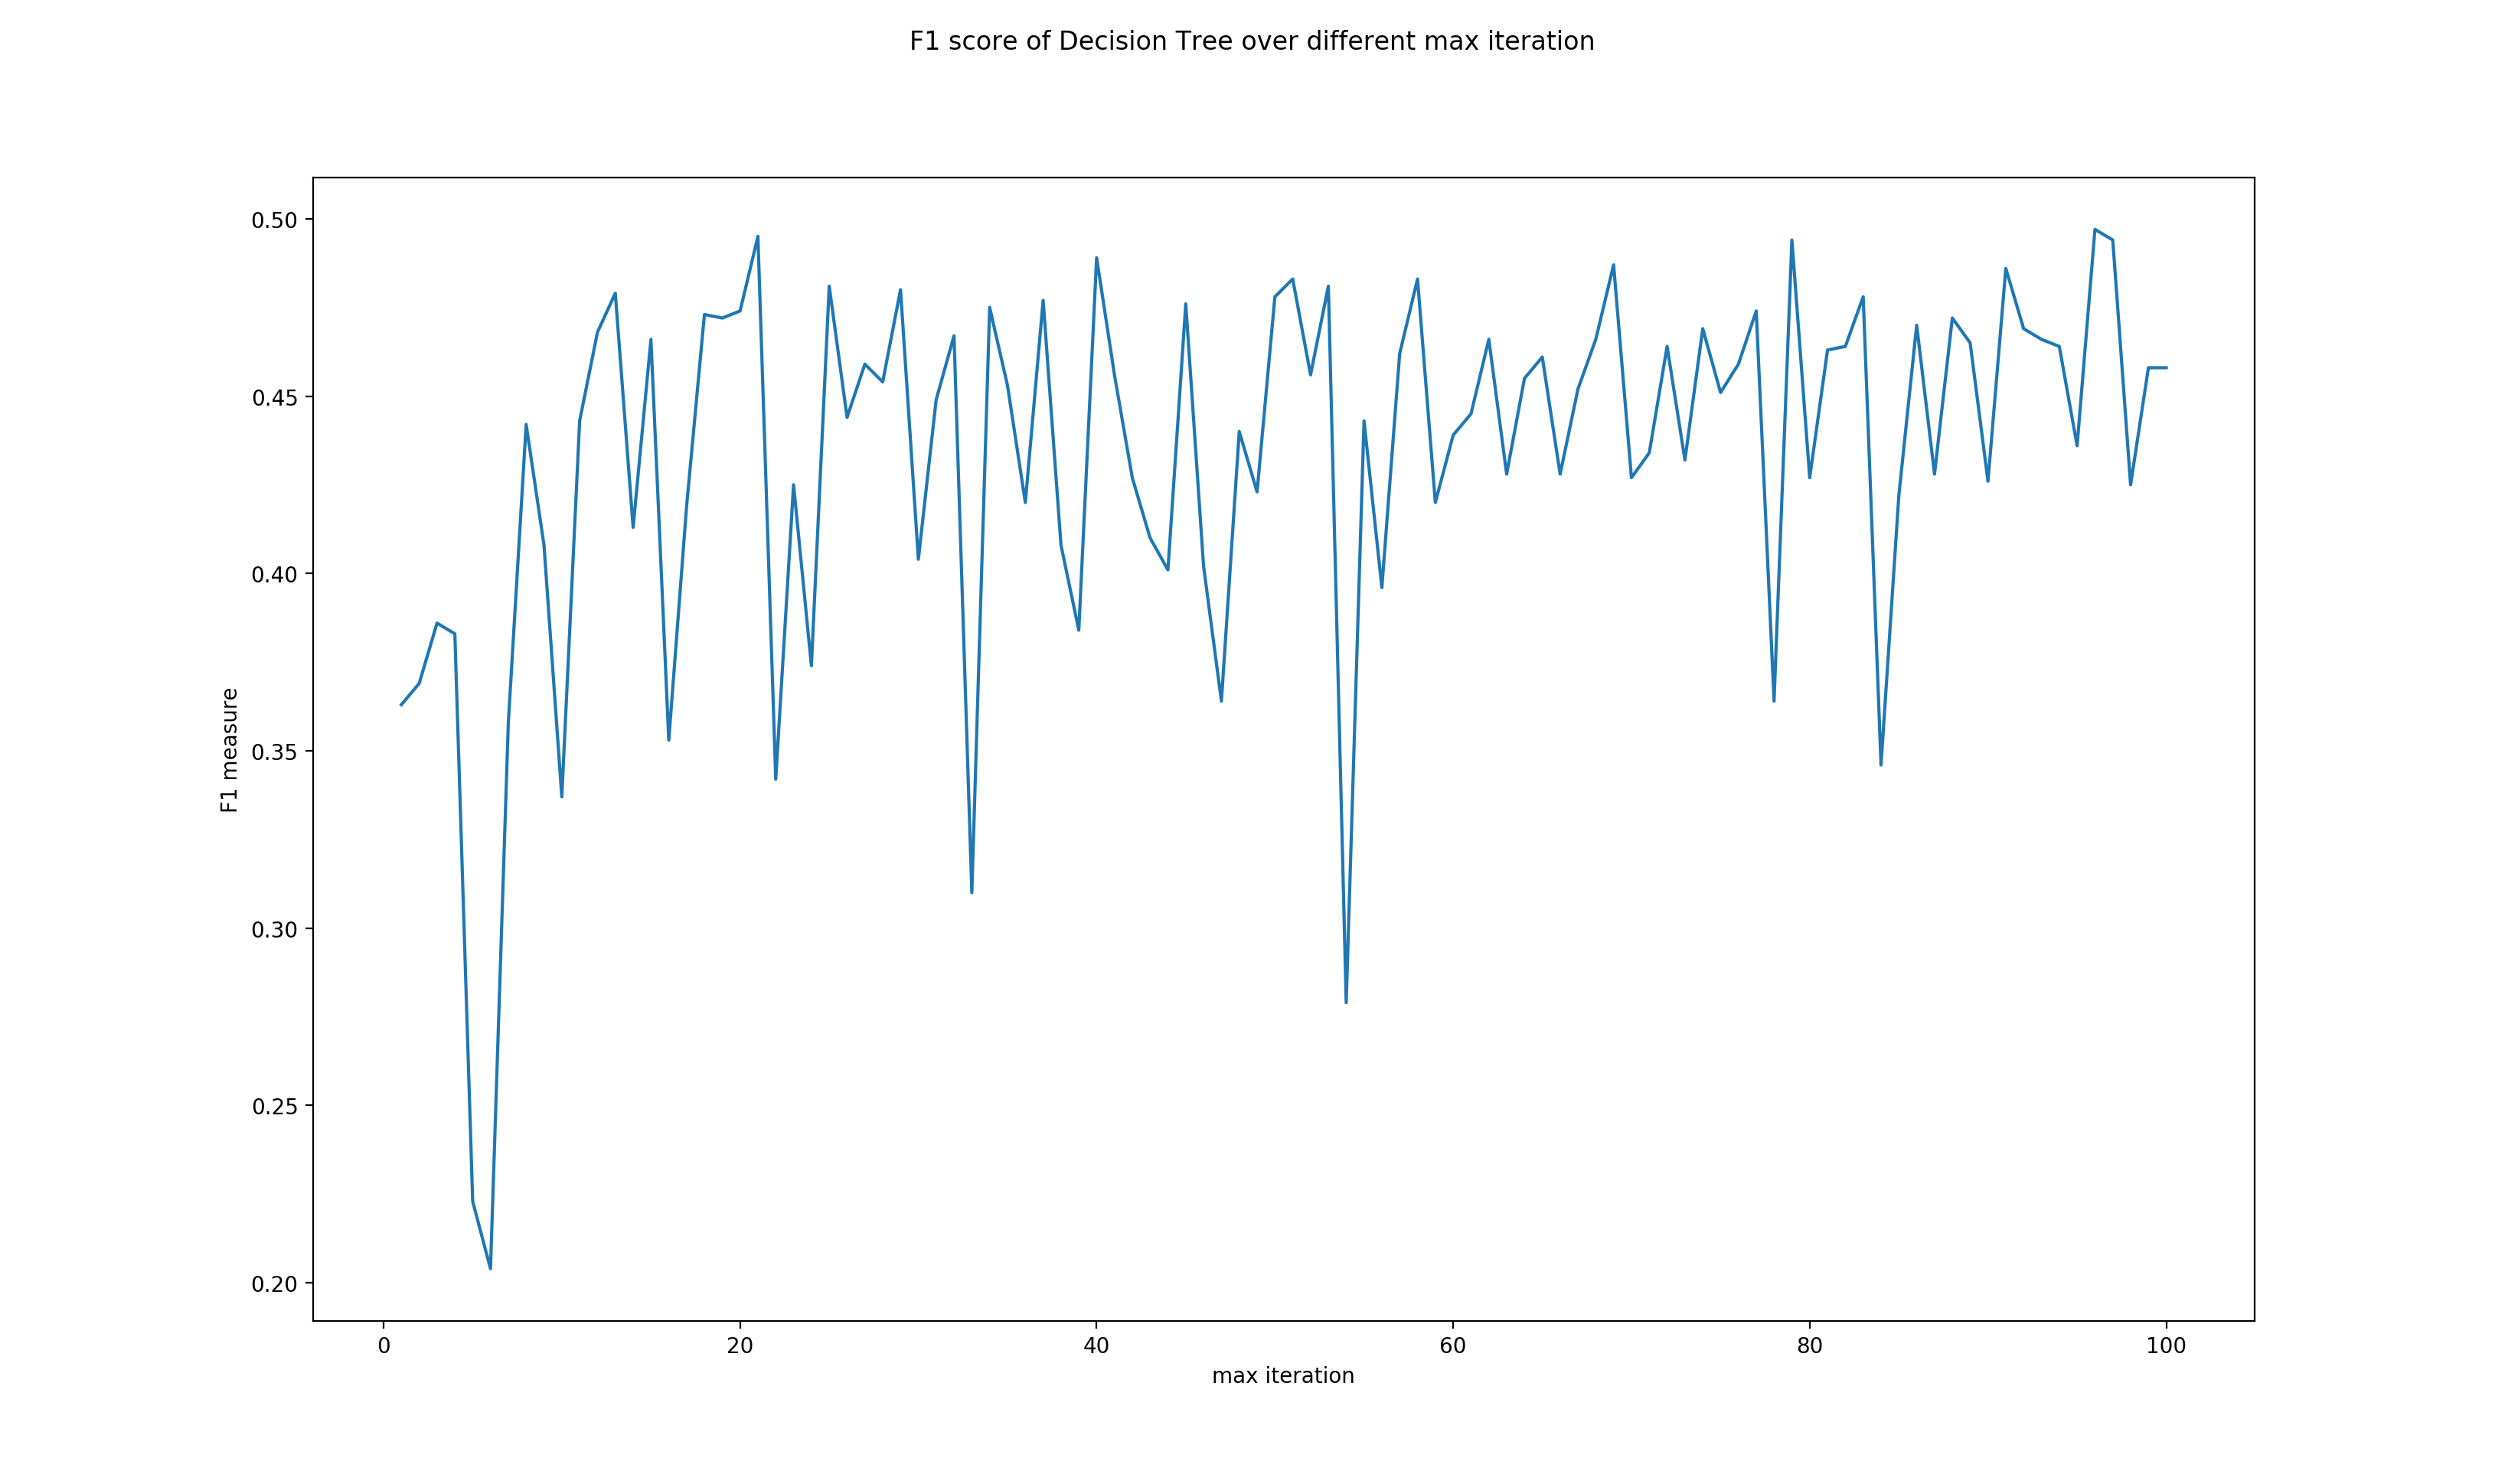 F1 score of Decision Tree over different max iteration
0.50
0.45
0.40
0.35
0.30
0.25
0.20
F1 measure
0 20 40 60 80 100
max iteration